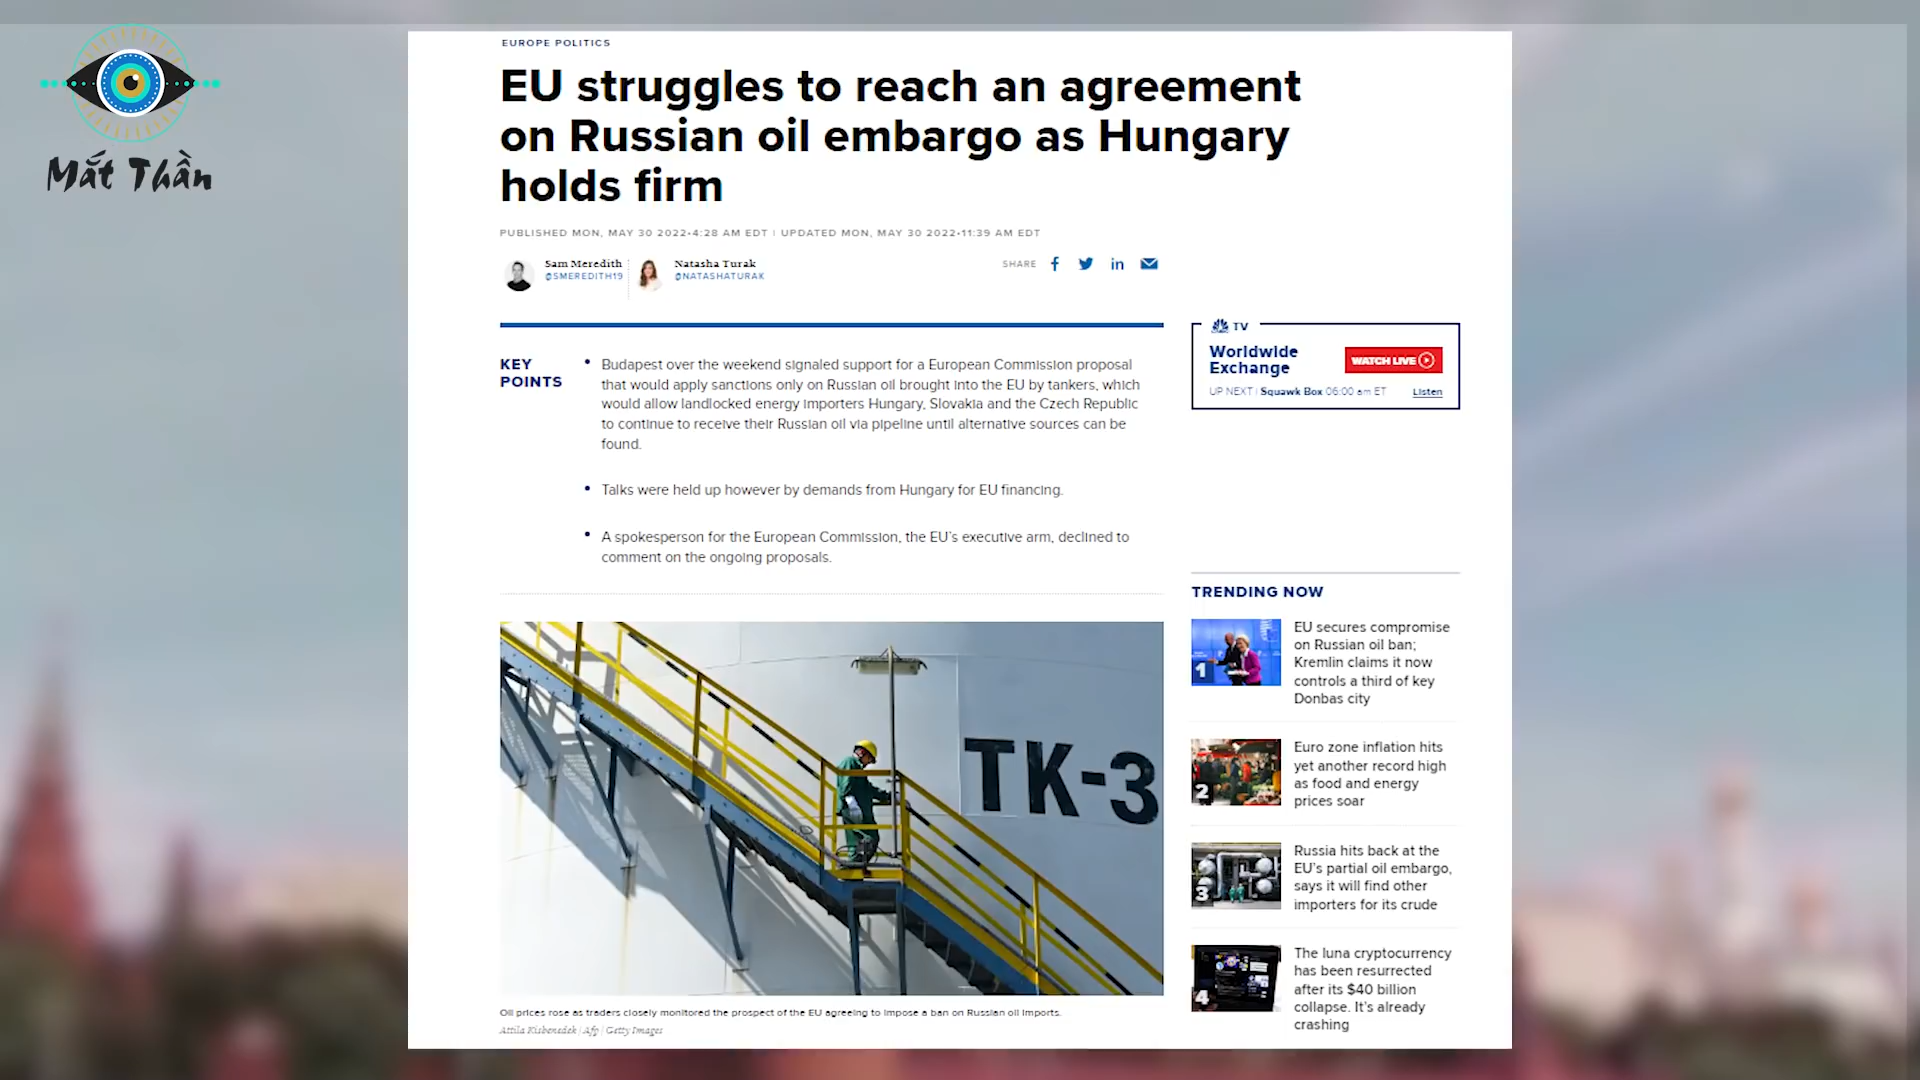 Mắt Thần
EUROPE POLITICS
EU struggles to reach an agreement
on Russian oil embargo as Hungary
holds firm
PUBLISHED MON, MAY 30 2022•4:28 AM EDT | UPDATED MON, MAY 30 2022•11:39 AM EDT
Sam Meredith
@SMEREDITH19
Natasha Turak
@NATASHATURAK
SHARE
KEY
POINTS
• Budapest over the weekend signaled support for a European Commission proposal
that would apply sanctions only on Russian oil brought into the EU by tankers, which
would allow landlocked energy importers Hungary, Slovakia and the Czech Republic
to continue to receive their Russian oil via pipeline until alternative sources can be
found.
• Talks were held up however by demands from Hungary for EU financing.
• A spokesperson for the European Commission, the EU's executive arm, declined to
comment on the ongoing proposals.
TK-3
Oil prices rose as traders closely monitored the prospect of the EU agreeing to impose a ban on Russian oil imports.
Attila Kisbenedek | Afp | Getty Images
TV
Worldwide
Exchange
WATCH LIVE
UP NEXT | Squawk Box 06:00 am ET
Listen
TRENDING NOW
1
EU secures compromise
on Russian oil ban;
Kremlin claims it now
controls a third of key
Donbas city
2
Euro zone inflation hits
yet another record high
as food and energy
prices soar
3
Russia hits back at the
EU's partial oil embargo,
says it will find other
importers for its crude
4
The luna cryptocurrency
has been resurrected
after its $40 billion
collapse. It's already
crashing